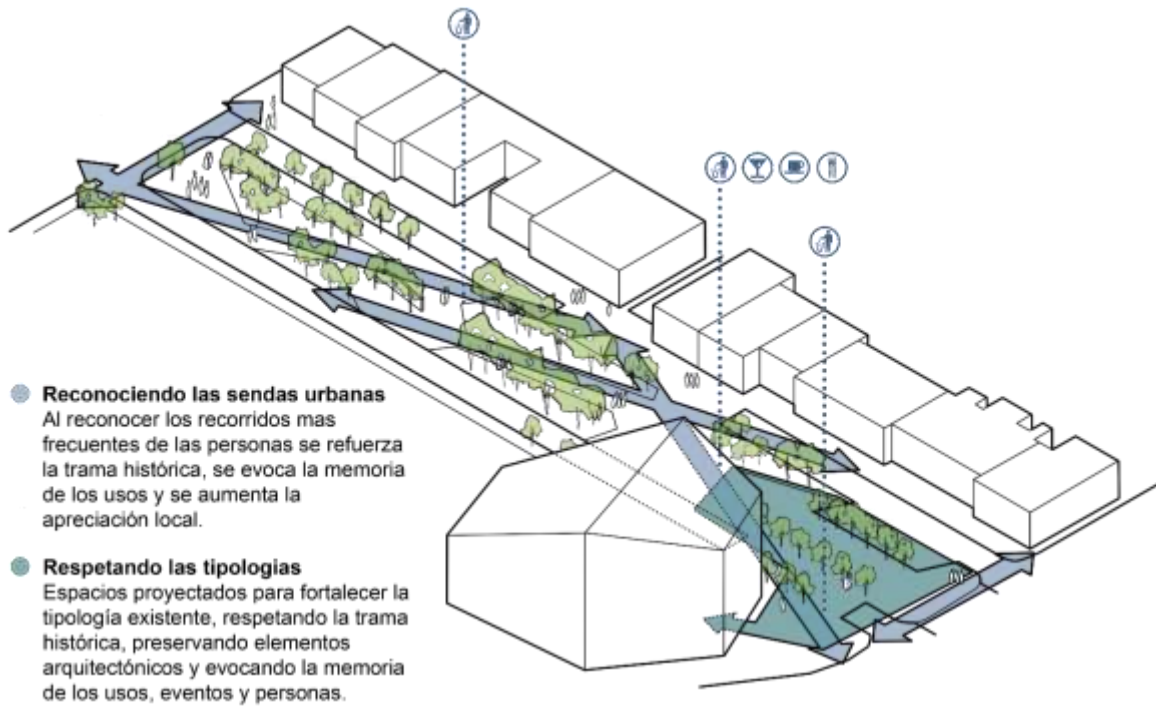 Reconociendo las sendas urbanas
Al reconocer los recorridos mas
frecuentes de las personas se refuerza
la trama histórica, se evoca la memoria
de los usos y se aumenta la
apreciación local.
Respetando las tipologias
Espacios proyectados para fortalecer la
tipología existente, respetando la trama
histórica, preservando elementos
arquitectónicos y evocando la memoria
de los usos, eventos y personas.